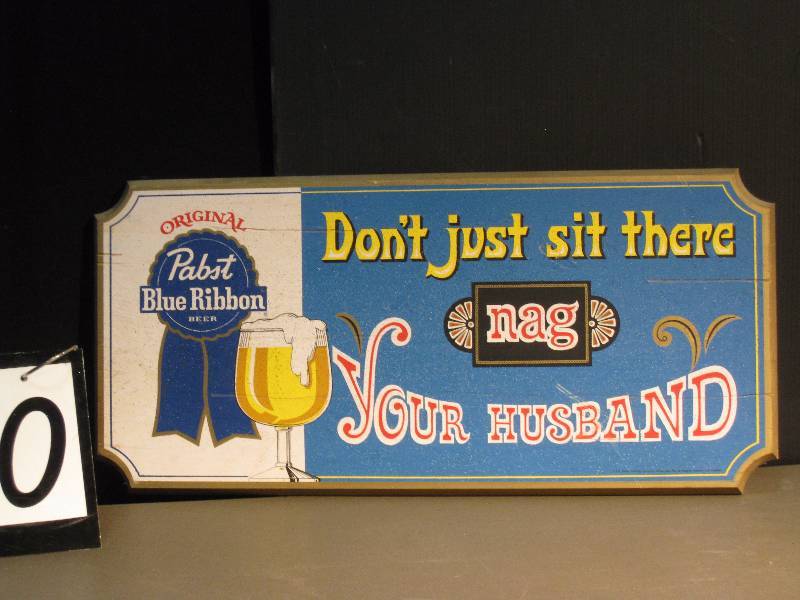 ORIGINAL
Pabst
Blue Ribbon
BEER
Don't just sit there
nag
YOUR HUSBAND
0